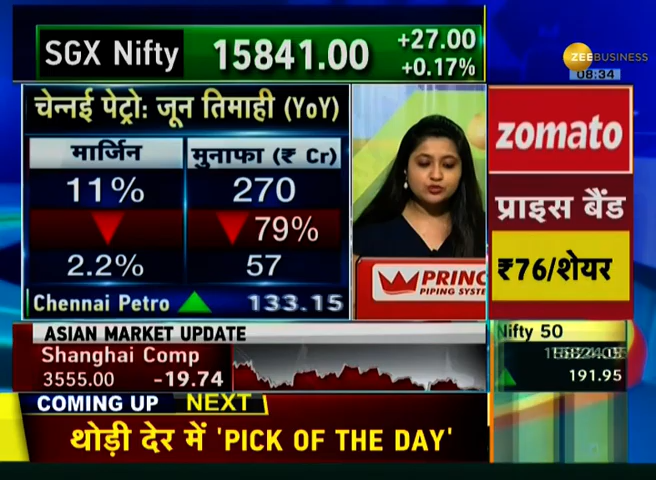 SGX Nifty 15841.00 +27.00
+0.17%
ZEE BUSINESS
08:34
चेन्नई पेट्रो: जून तिमाही (YoY)
मार्जिन मुनाफा (₹ Cr)
11% 270
79%
2.2% 57
Chennai Petro 133.15
PRINC
PIPING SYSTE
zomato
प्राइस बैंड
₹76/शेयर
ASIAN MARKET UPDATE
Shanghai Comp
3555.00 -19.74
Nifty 50
191.95
COMING UP NEXT
थोड़ी देर में 'PICK OF THE DAY'